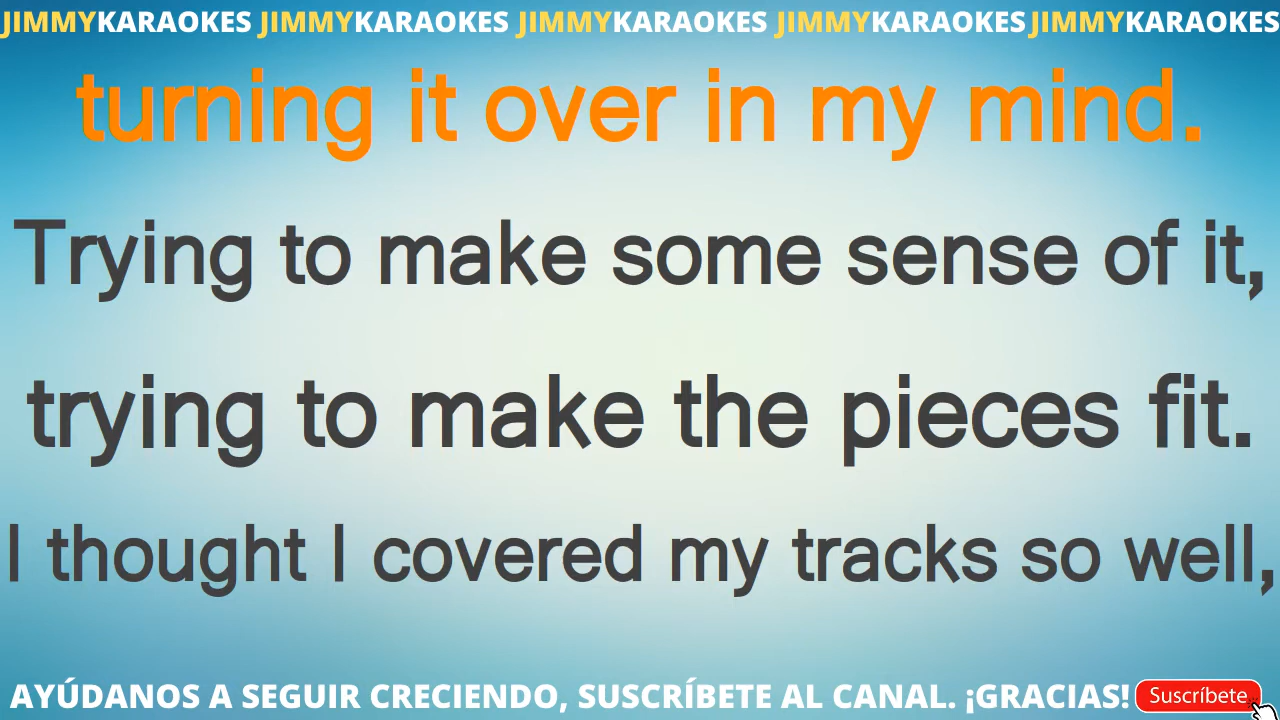 JIMMYKARAOKES JIMMYKARAOKES JIMMYKARAOKES JIMMYKARAOKES JIMMYKARAOKES
turning it over in my mind.
Trying to make some sense of it,
trying to make the pieces fit.
I thought I covered my tracks so well,
AYÚDANOS A SEGUIR CRECIENDO, SUSCRÍBETE AL CANAL. ¡GRACIAS! Suscríbete